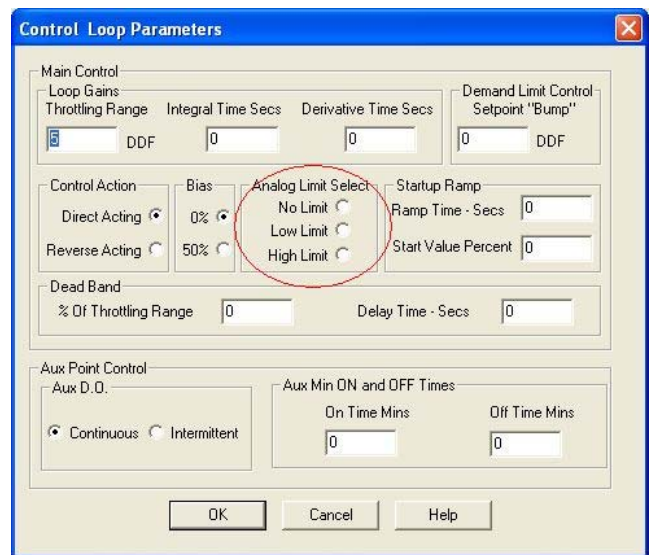 Control Loop Parameters
Main Control
Loop Gains
Throttling Range Integral Time Secs Derivative Time Secs
5 DDF 0 0
Demand Limit Control
Setpoint "Bump"
0 DDF
Control Action
Direct Acting
Reverse Acting
Bias
0%
50%
Analog Limit Select
No Limit
Low Limit
High Limit
Startup Ramp
Ramp Time - Secs 0
Start Value Percent 0
Dead Band
% Of Throttling Range 0 Delay Time - Secs 0
Aux Point Control
Aux D.O.
Continuous Intermittent
Aux Min ON and OFF Times
On Time Mins Off Time Mins
0 0
OK Cancel Help